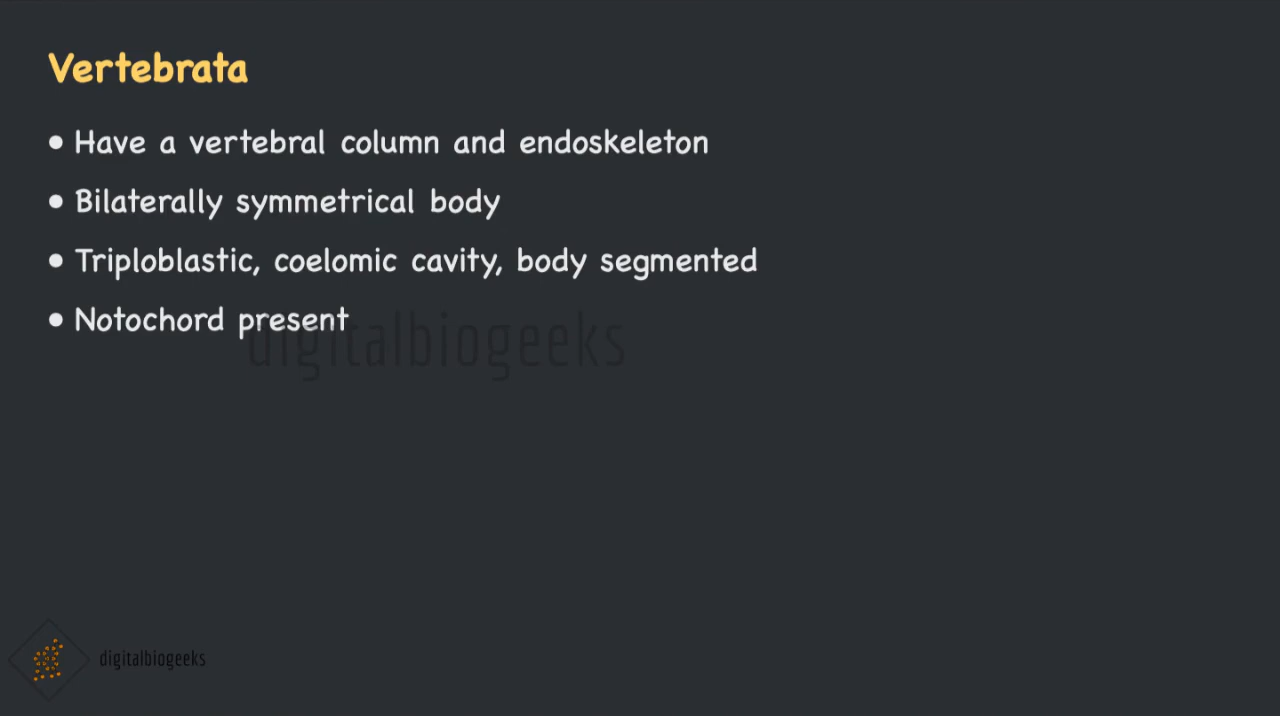 Vertebrata
• Have a vertebral column and endoskeleton
• Bilaterally symmetrical body
• Triploblastic, coelomic cavity, body segmented
• Notochord present
digitalbiogeeks
digitalbiogeeks